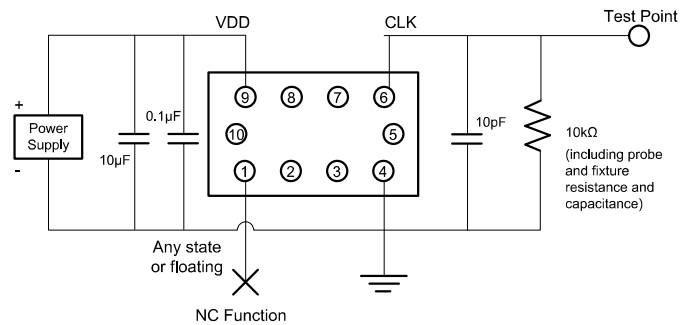 VDD
CLK
Test Point
+
Power
Supply
-
10µF
0.1µF
9
8
7
6
10
5
1
2
3
4
10pF
10kΩ
(including probe
and fixture
resistance and
capacitance)
Any state
or floating
NC Function